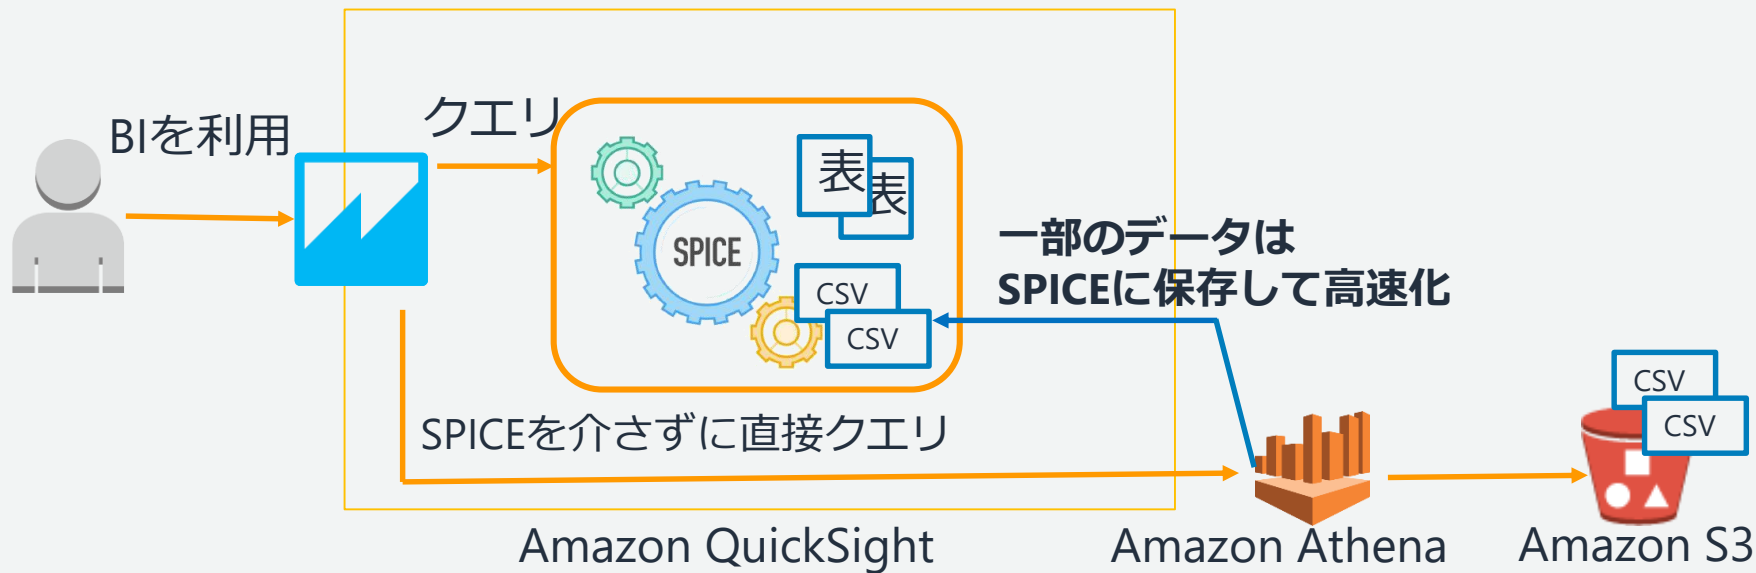 BIを利用
クエリ
SPICE
表
表
CSV
CSV
一部のデータは
SPICEに保存して高速化
SPICEを介さずに直接クエリ
CSV
CSV
Amazon QuickSight
Amazon Athena
Amazon S3